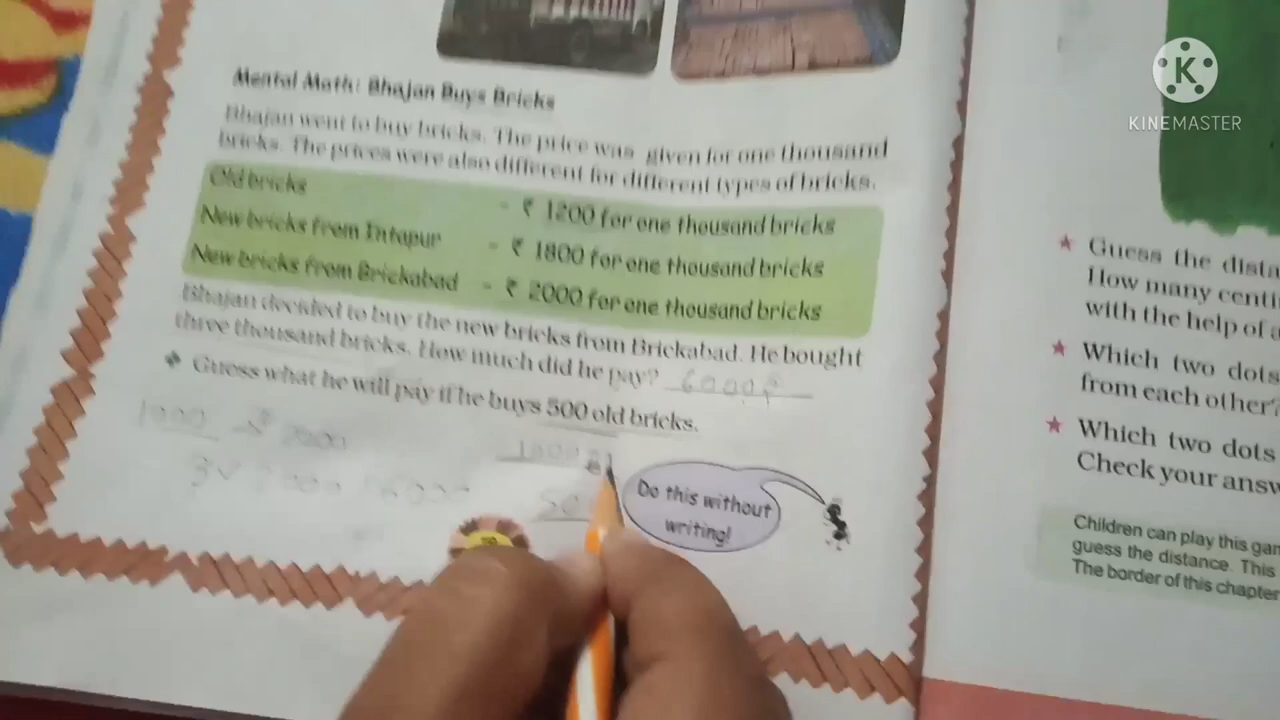 KINEMASTER
Mental Math: Bhajan Buys Bricks
Bhajan went to buy bricks. The price was given for one thousand
bricks. The prices were also different for different types of bricks.
Old bricks - ₹ 1200 for one thousand bricks
New bricks from Intapur - ₹ 1800 for one thousand bricks
New bricks from Brickabad - ₹ 2000 for one thousand bricks
Bhajan decided to buy the new bricks from Brickabad. He bought
three thousand bricks. How much did he pay? 6000
Guess what he will pay if he buys 500 old bricks.
1000 2000
3 × 6000
Do this without
writing!
Guess the
How many
with the help of
Which two dots
from each other?
Which two dots
Check your
Children can play this
guess the distance. This
The border of this chapter